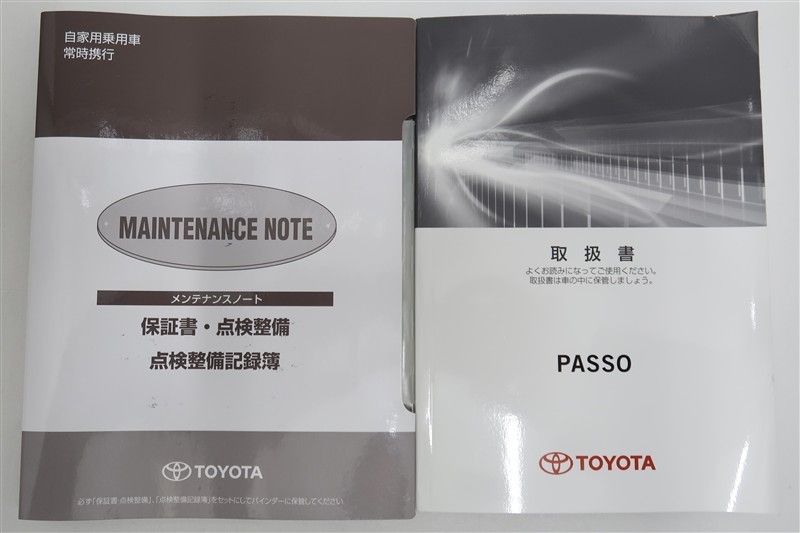 自家用乗用車
常時携行
MAINTENANCE NOTE
メンテナンスノート
保証書・点検整備
点検整備記録簿
TOYOTA
必ず「保証書・点検整備」、「点検整備記録簿」をセットにしてバインダーに保管してください
取扱書
よくお読みになってご使用ください。
取扱書は車の中に保管しましょう。
PASSO
TOYOTA